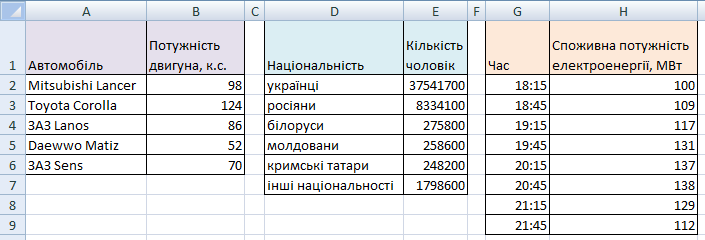 A B C D E F G H
1 Автомобіль Потужність двигуна, к.с. Національність Кількість чоловік Час Споживна потужність електроенергії, МВт
2 Mitsubishi Lancer 98 українці 37541700 18:15 100
3 Toyota Corolla 124 росіяни 8334100 18:45 109
4 ЗАЗ Lanos 86 білоруси 275800 19:15 117
5 Daewwo Matiz 52 молдовани 258600 19:45 131
6 ЗАЗ Sens 70 кримські татари 248200 20:15 137
7 інші національності 1798600 20:45 138
8 21:15 129
9 21:45 112